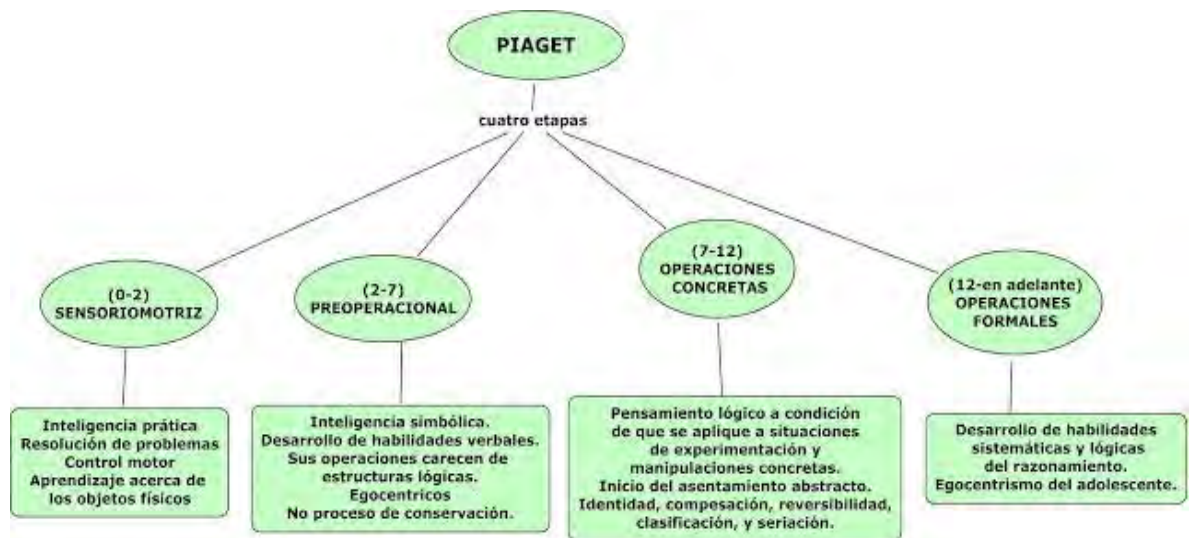 PIAGET
cuatro etapas
(0-2)
SENSORIOMOTRIZ
(2-7)
PREOPERACIONAL
(7-12)
OPERACIONES
CONCRETAS
(12-en adelante)
OPERACIONES
FORMALES
Inteligencia prática
Resolución de problemas
Control motor
Aprendizaje acerca de
los objetos físicos
Inteligencia simbólica.
Desarrollo de habilidades verbales.
Sus operaciones carecen de
estructuras lógicas.
Egocentricos
No proceso de conservación.
Pensamiento lógico a condición
de que se aplique a situaciones
de experimentación y
manipulaciones concretas.
Inicio del asentamiento abstracto.
Identidad, compesación, reversibilidad,
clasificación, y seriación.
Desarrollo de habilidades
sistemáticas y lógicas
del razonamiento.
Egocentrismo del adolescente.